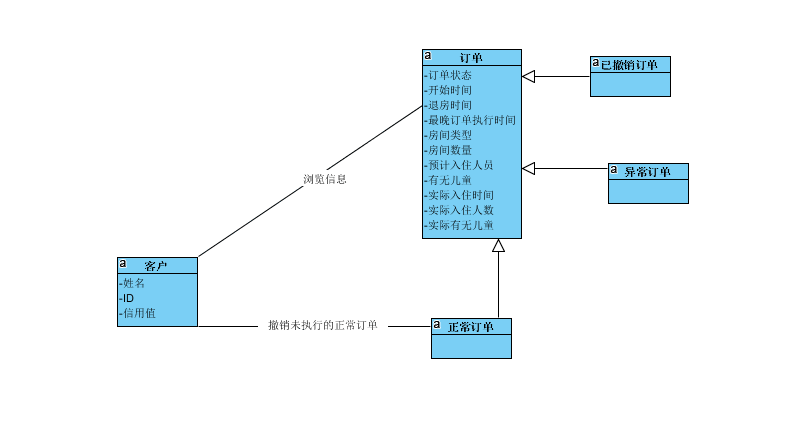 a
订单
-订单状态
-开始时间
-退房时间
-最晚订单执行时间
-房间类型
-房间数量
-预计入住人员
-有无儿童
-实际入住时间
-实际入住人数
-实际有无儿童
a
已撤销订单
a
异常订单
浏览信息
a
客户
-姓名
-ID
-信用值
撤销未执行的正常订单
a
正常订单